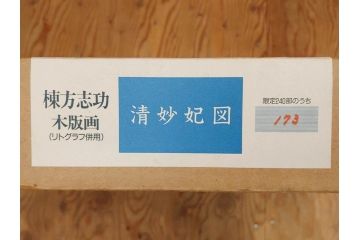 棟方志功
木版画
(リトグラフ併用)
清妙妃図
限定240部のうち
173